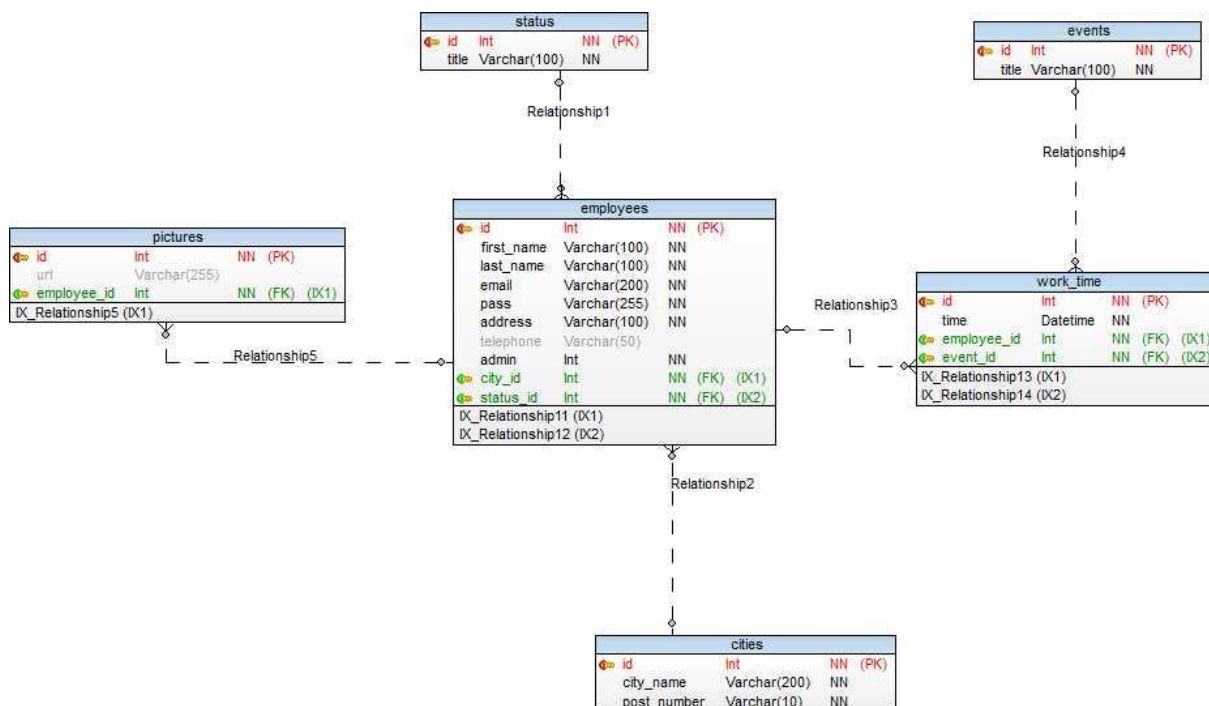 status
id Int NN (PK)
title Varchar(100) NN
events
id Int NN (PK)
title Varchar(100) NN
Relationship1
Relationship4
employees
id Int NN (PK)
first_name Varchar(100) NN
last_name Varchar(100) NN
email Varchar(200) NN
pass Varchar(255) NN
address Varchar(100) NN
telephone Varchar(50)
admin Int NN
city_id Int NN (FK) (IX1)
status_id Int NN (FK) (IX2)
IX_Relationship11 (IX1)
IX_Relationship12 (IX2)
pictures
id Int NN (PK)
url Varchar(255)
employee_id Int NN (FK) (IX1)
IX_Relationship5 (IX1)
Relationship5
Relationship3
work_time
id Int NN (PK)
time Datetime NN
employee_id Int NN (FK) (IX1)
event_id Int NN (FK) (IX2)
IX_Relationship13 (IX1)
IX_Relationship14 (IX2)
Relationship2
cities
id Int NN (PK)
city_name Varchar(200) NN
post_number Varchar(10) NN